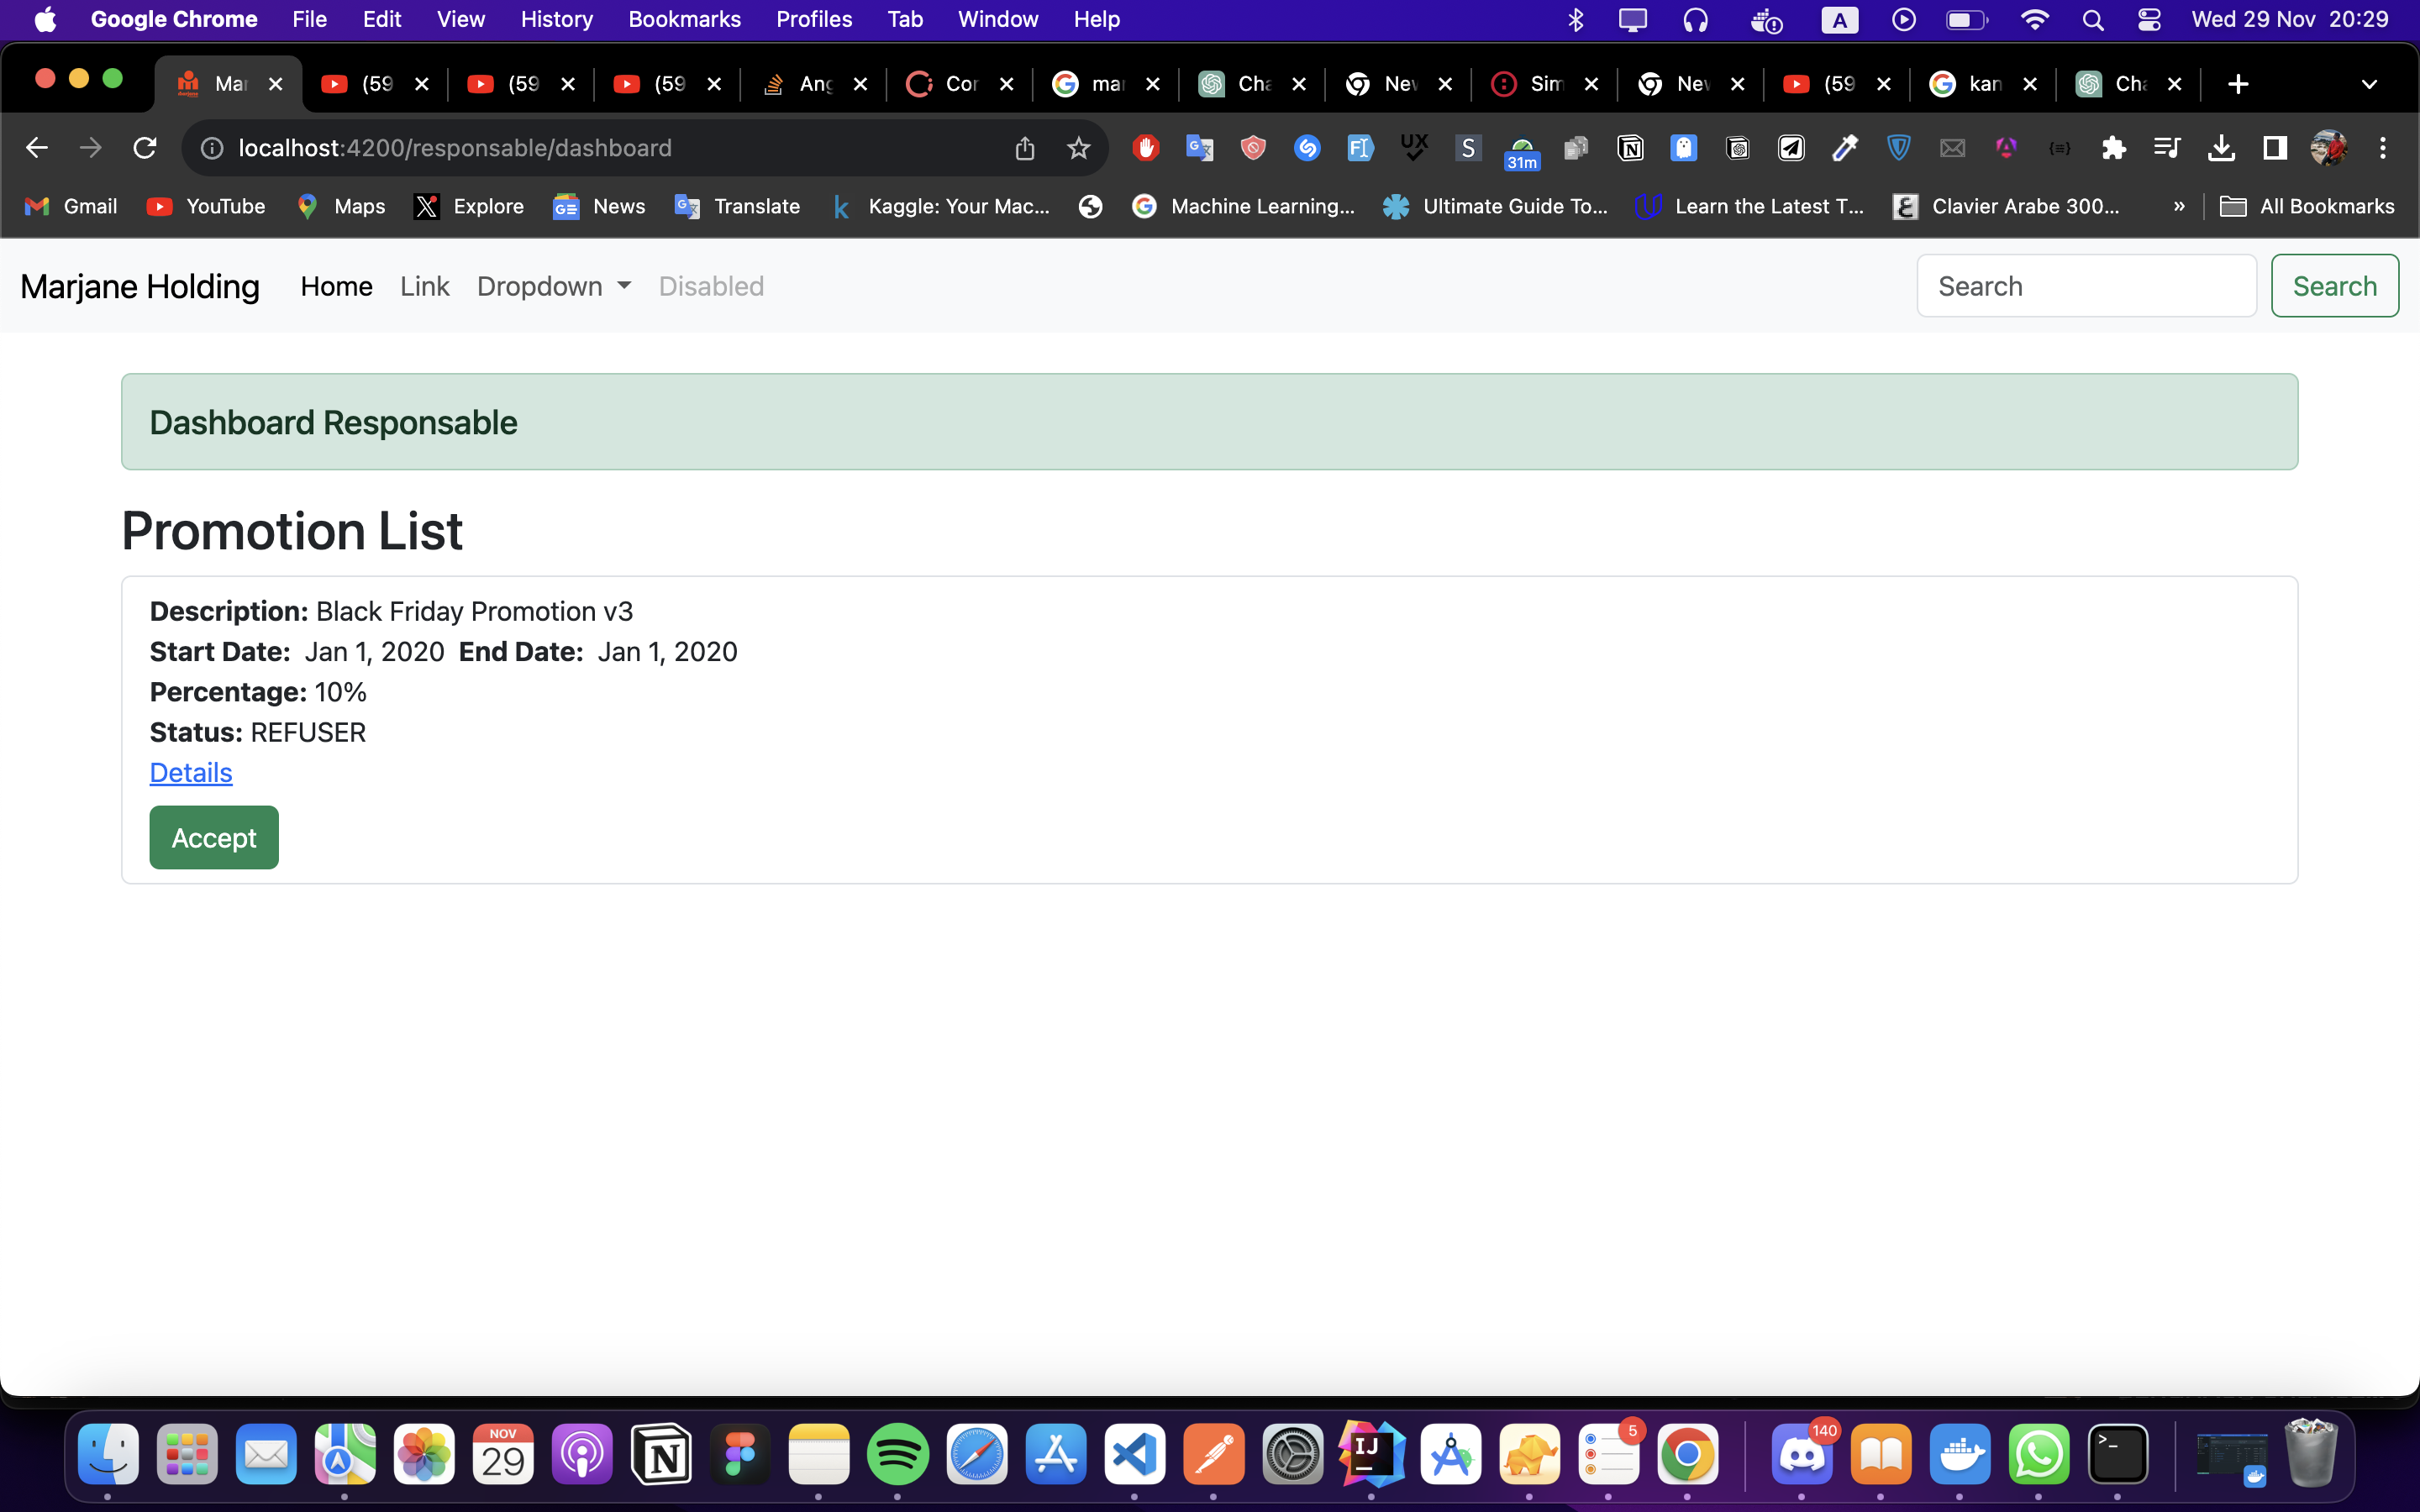 Google Chrome File Edit View History Bookmarks Profiles Tab Window Help A Wed 29 Nov 20:29
Mar (59 (59 (59 Ang Cor mar Cha New Sim New (59 kan Cha
localhost:4200/responsable/dashboard UX S 31m
Gmail YouTube Maps Explore News Translate Kaggle: Your Mac... Machine Learning... Ultimate Guide To... Learn the Latest T... Clavier Arabe 300... » All Bookmarks
Marjane Holding Home Link Dropdown Disabled Search Search
Dashboard Responsable
Promotion List
Description: Black Friday Promotion v3
Start Date: Jan 1, 2020 End Date: Jan 1, 2020
Percentage: 10%
Status: REFUSER
Details
Accept
NOV
29
IJ
5
140